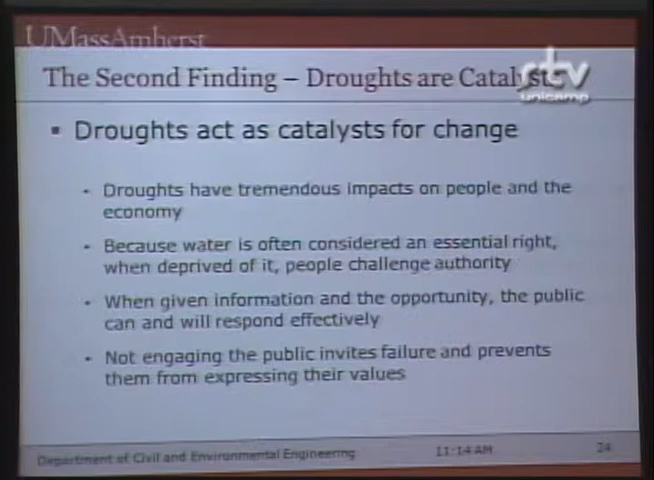 UMassAmherst
The Second Finding – Droughts are Catalysts
rtv
unicamp
▪ Droughts act as catalysts for change
• Droughts have tremendous impacts on people and the
economy
• Because water is often considered an essential right,
when deprived of it, people challenge authority
• When given information and the opportunity, the public
can and will respond effectively
• Not engaging the public invites failure and prevents
them from expressing their values
Department of Civil and Environmental Engineering
11:14 AM
24